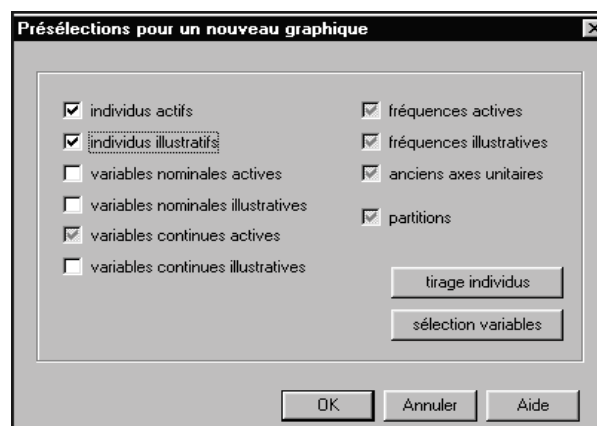 Présélections pour un nouveau graphique
individus actifs
individus illustratifs
variables nominales actives
variables nominales illustratives
variables continues actives
variables continues illustratives
fréquences actives
fréquences illustratives
anciens axes unitaires
partitions
tirage individus
sélection variables
OK
Annuler
Aide